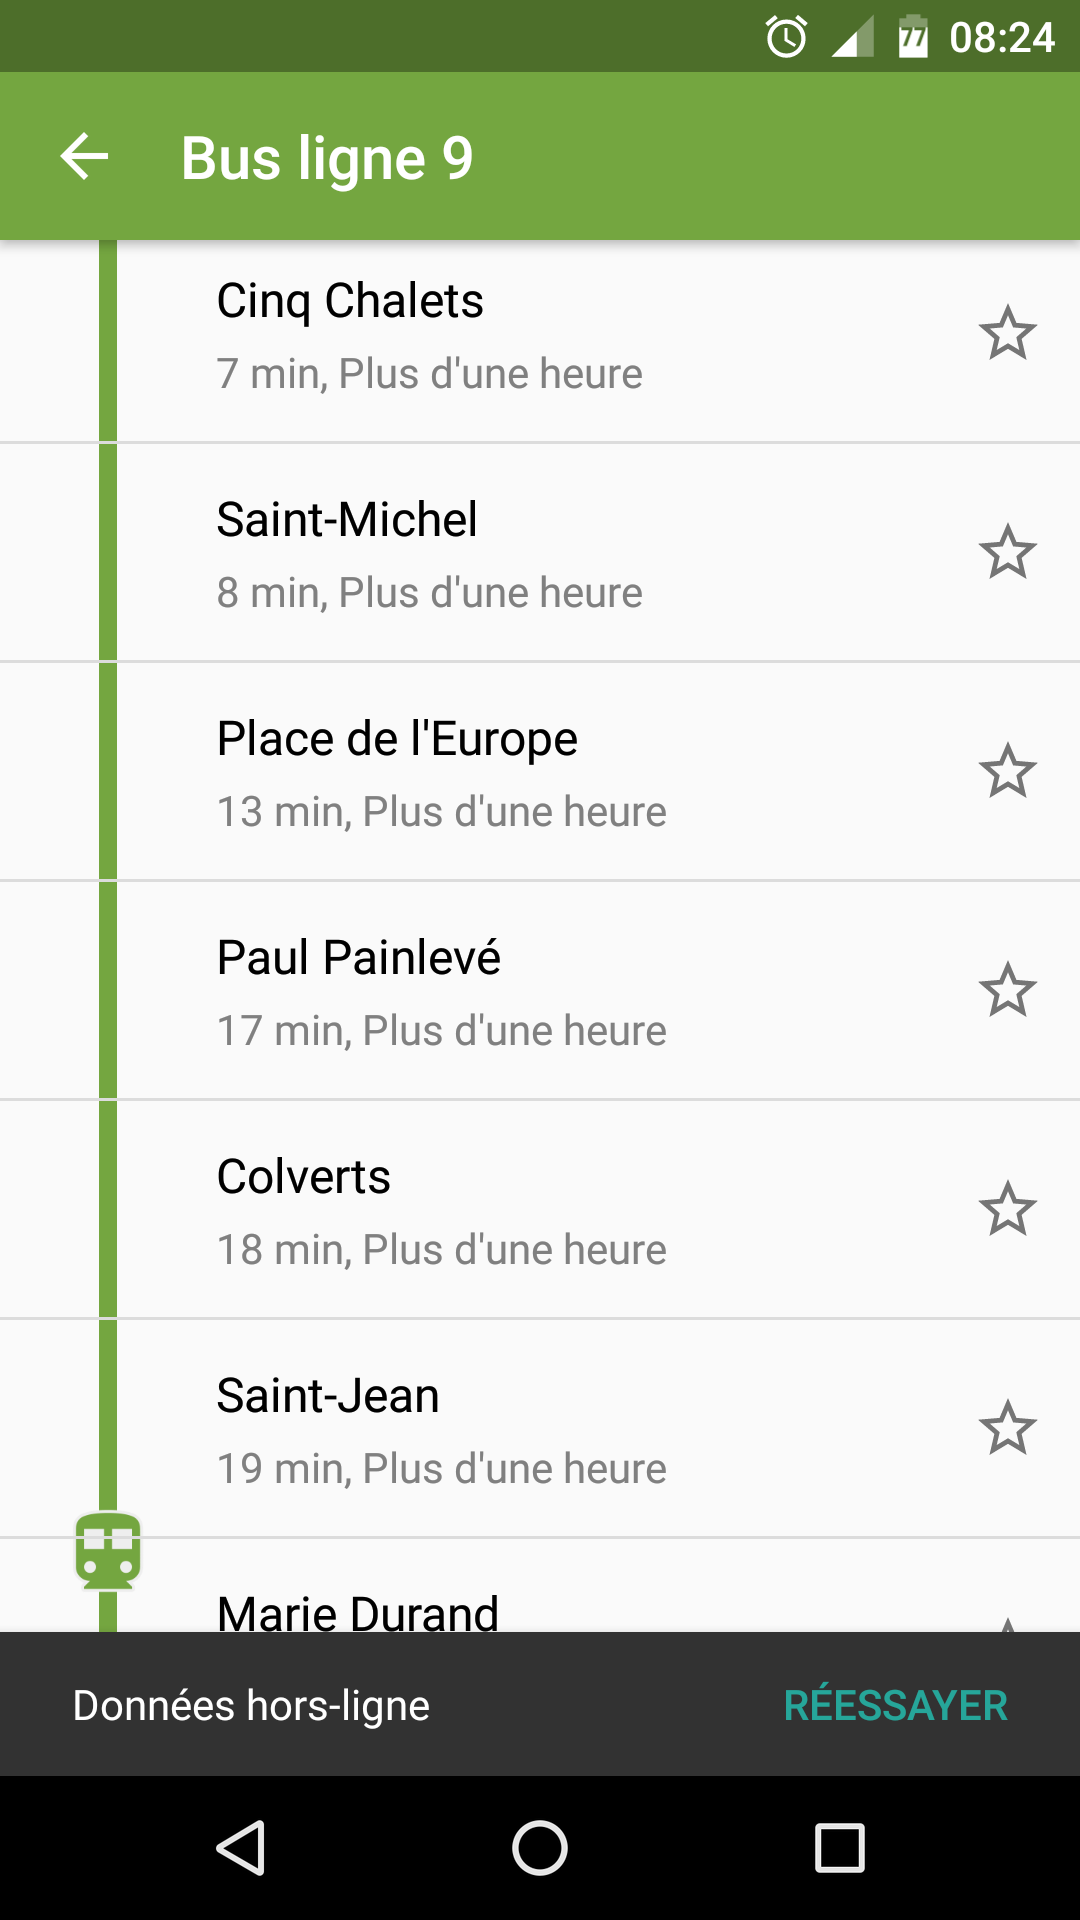 77 08:24
Bus ligne 9
Cinq Chalets
7 min, Plus d'une heure
Saint-Michel
8 min, Plus d'une heure
Place de l'Europe
13 min, Plus d'une heure
Paul Painlevé
17 min, Plus d'une heure
Colverts
18 min, Plus d'une heure
Saint-Jean
19 min, Plus d'une heure
Marie Durand
Données hors-ligne RÉESSAYER